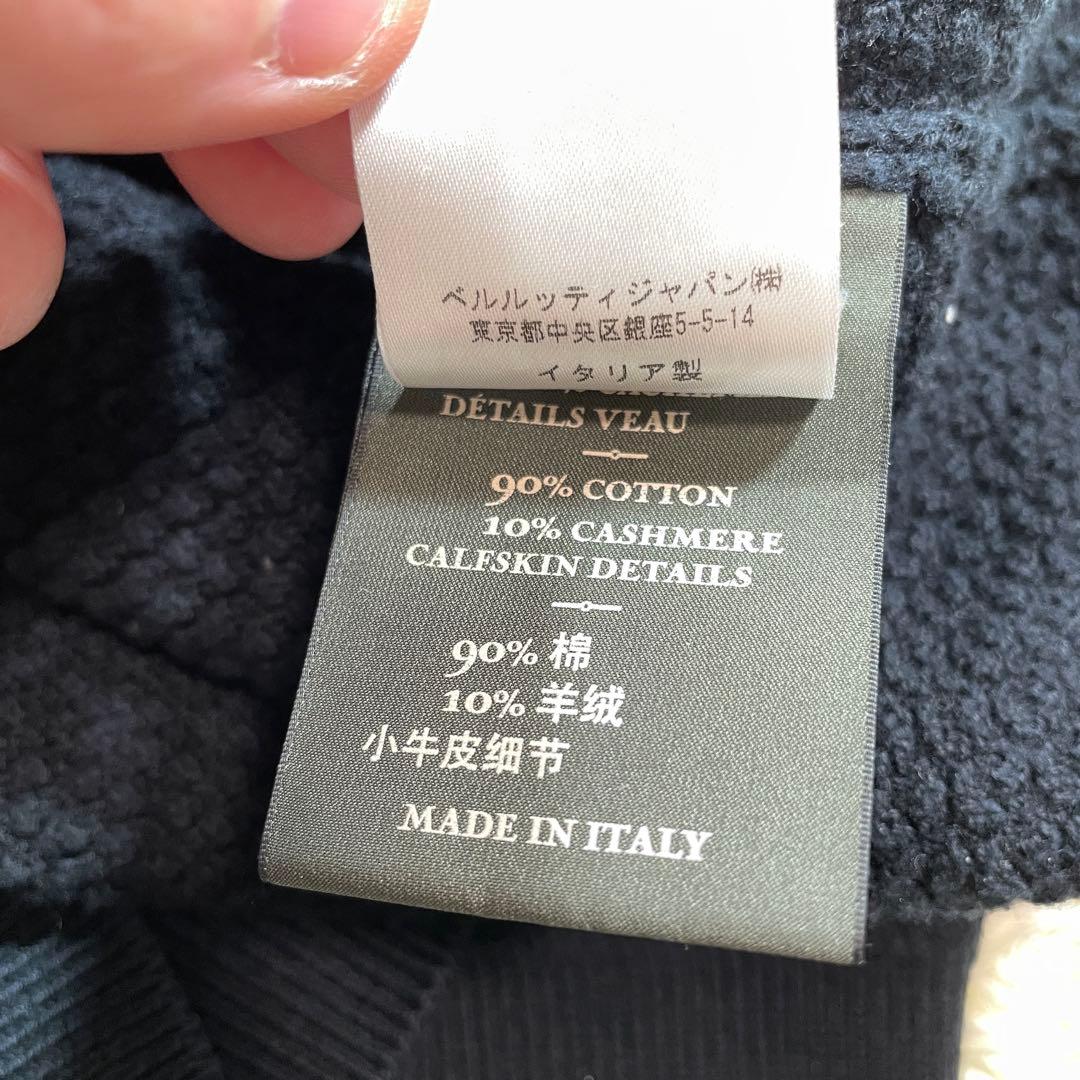 ベルルッティジャパン㈱
東京都中央区銀座5-5-14
イタリア製
DÉTAILS VEAU
90% COTTON
10% CASHMERE
CALFSKIN DETAILS
90% 棉
10% 羊绒
小牛皮细节
MADE IN ITALY